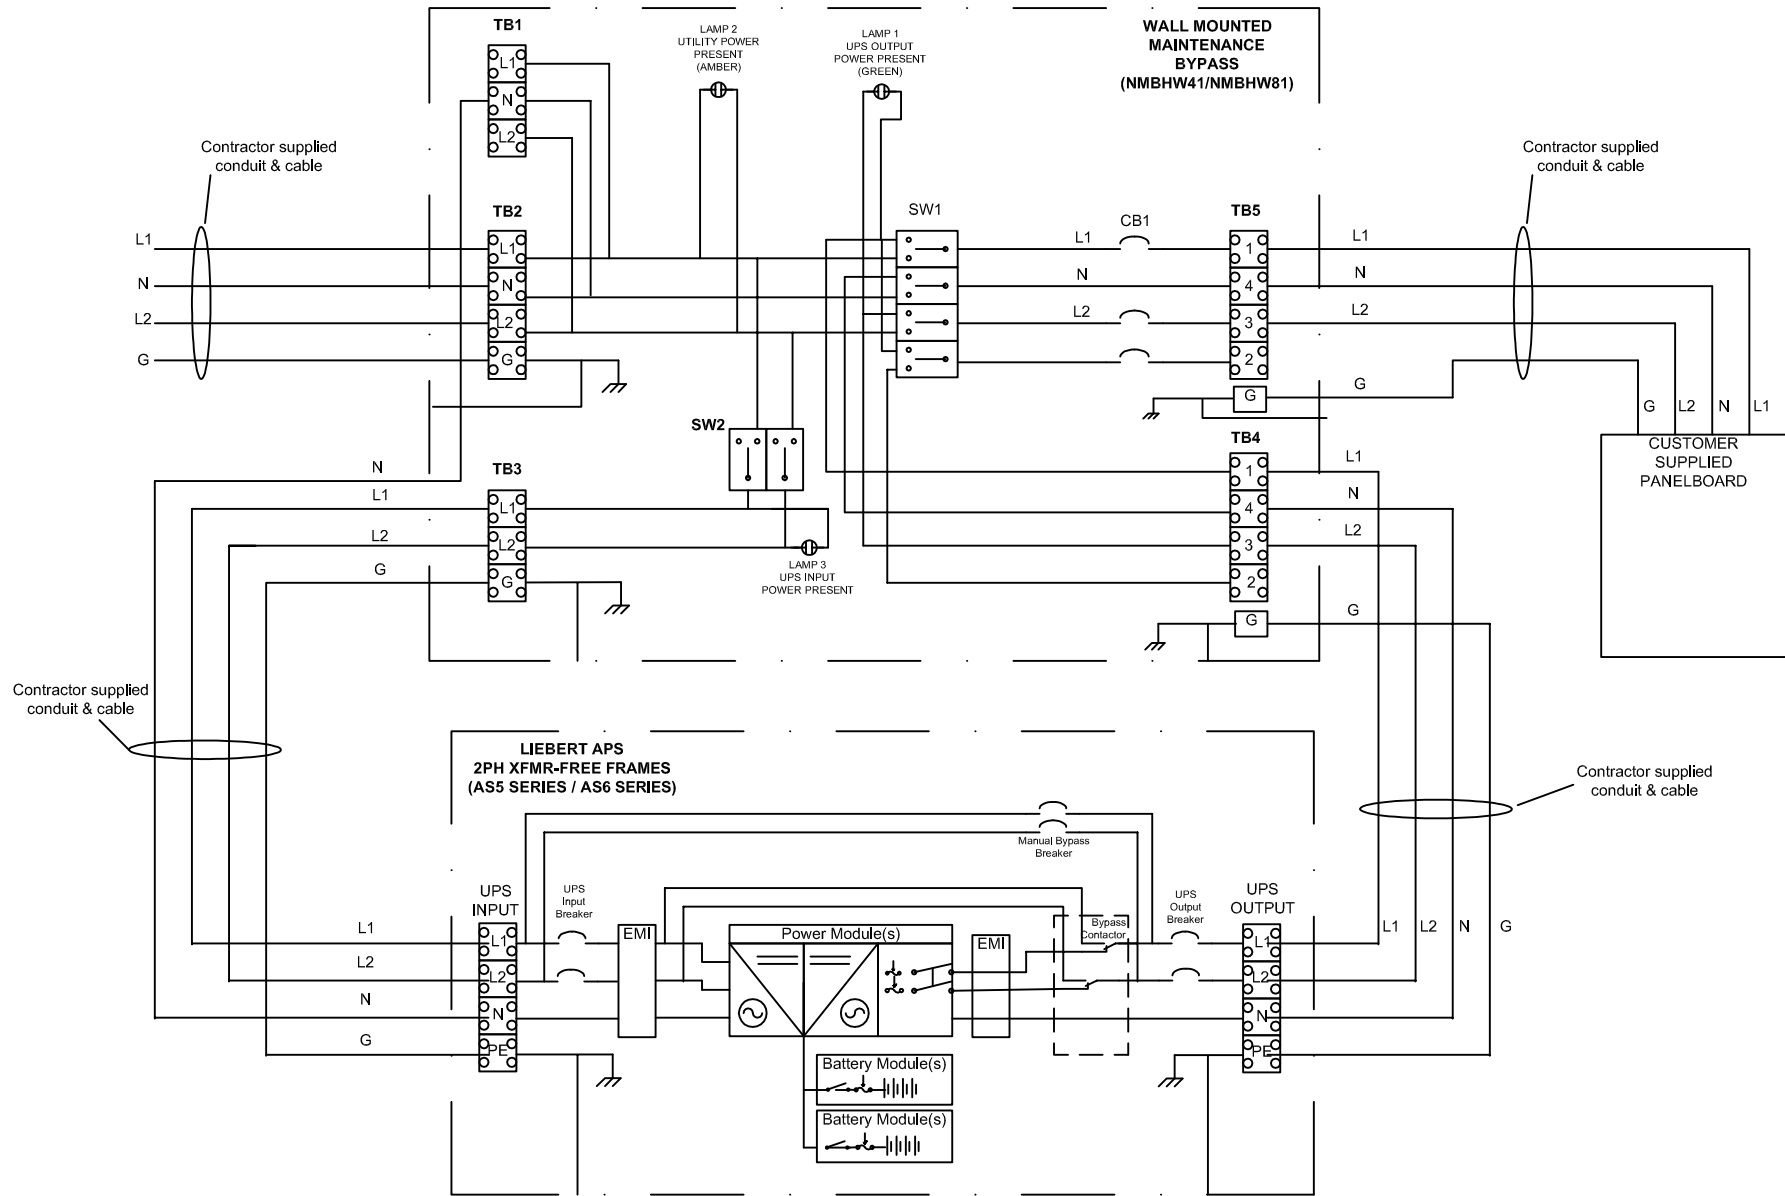 TB1
LAMP 2
UTILITY POWER
PRESENT
(AMBER)
LAMP 1
UPS OUTPUT
POWER PRESENT
(GREEN)
WALL MOUNTED
MAINTENANCE
BYPASS
(NMBHW41/NMBHW81)
L1
N
L2
Contractor supplied
conduit & cable
Contractor supplied
conduit & cable
TB2
SW1
CB1
TB5
L1
L1
L1
1
L1
N
N
N
4
N
L2
L2
L2
3
L2
G
G
2
G
G
G
L2
N
L1
SW2
TB4
CUSTOMER
SUPPLIED
PANELBOARD
N
TB3
1
L1
L1
L1
4
N
L2
L2
3
L2
G
G
2
LAMP 3
UPS INPUT
POWER PRESENT
G
G
Contractor supplied
conduit & cable
LIEBERT APS
2PH XFMR-FREE FRAMES
(AS5 SERIES / AS6 SERIES)
Contractor supplied
conduit & cable
Manual Bypass
Breaker
UPS
INPUT
UPS
Input
Breaker
UPS
Output
Breaker
UPS
OUTPUT
L1
L1
EMI
Power Module(s)
EMI
Bypass
Contactor
L1
L1
L2
N
G
L2
L2
L2
N
N
N
G
PE
PE
Battery Module(s)
Battery Module(s)